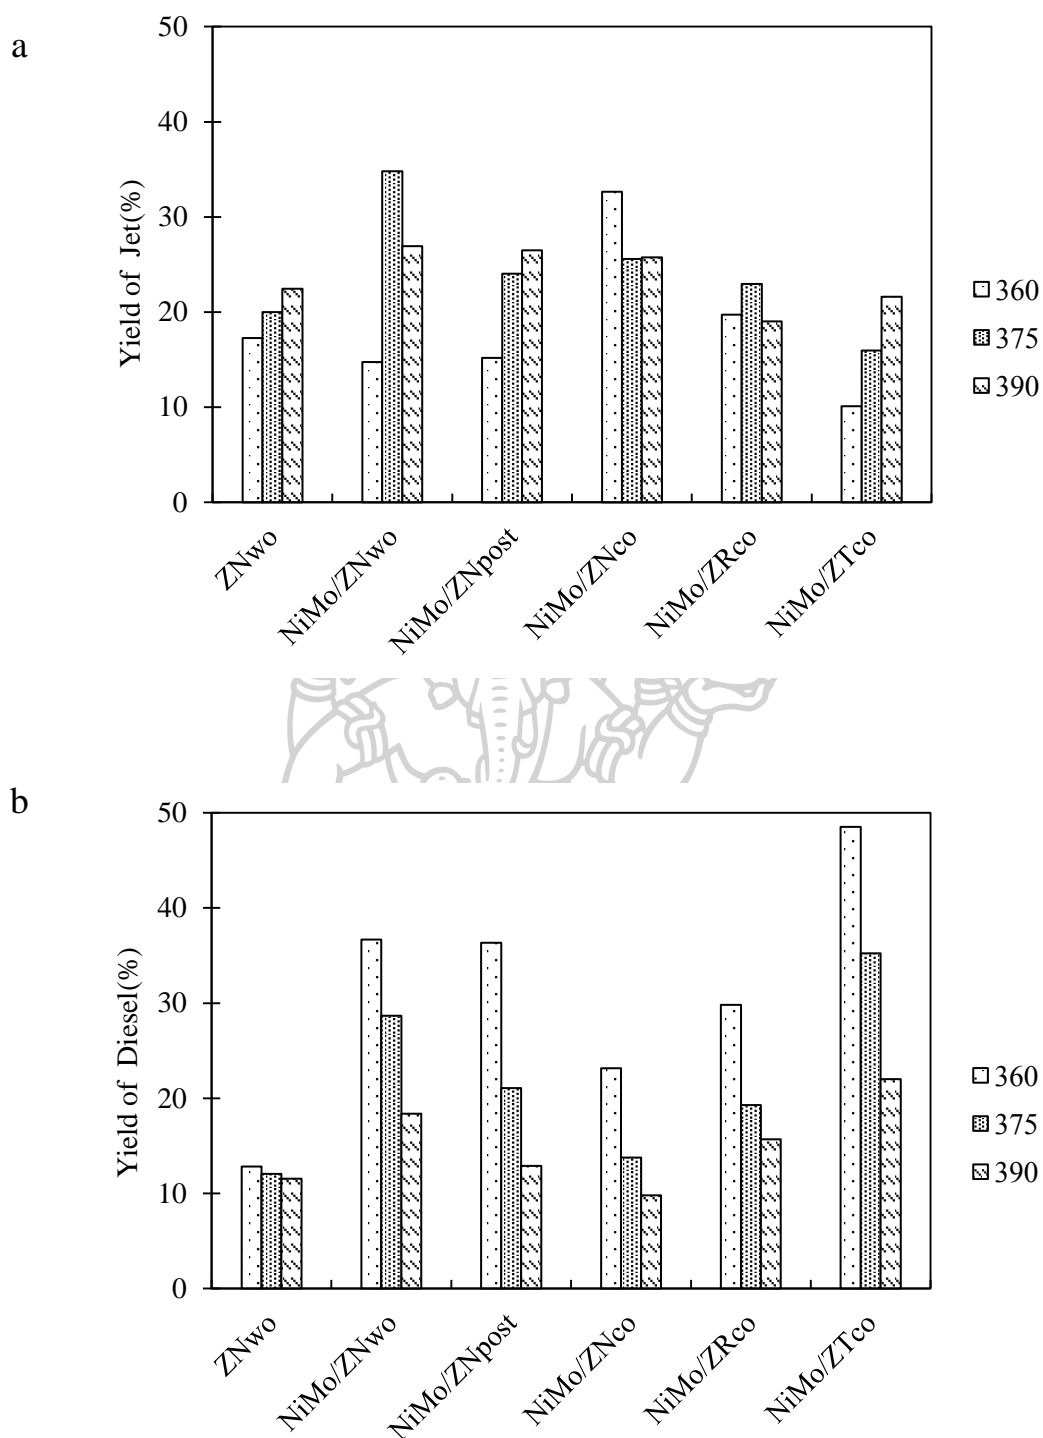 a
Yield of Jet(%)
50
40
30
20
10
0
ZNwo
NiMo/ZNwo
NiMo/ZNpost
NiMo/ZNco
NiMo/ZRco
NiMo/ZTco
360
375
390
b
Yield of Diesel(%)
50
40
30
20
10
0
ZNwo
NiMo/ZNwo
NiMo/ZNpost
NiMo/ZNco
NiMo/ZRco
NiMo/ZTco
360
375
390